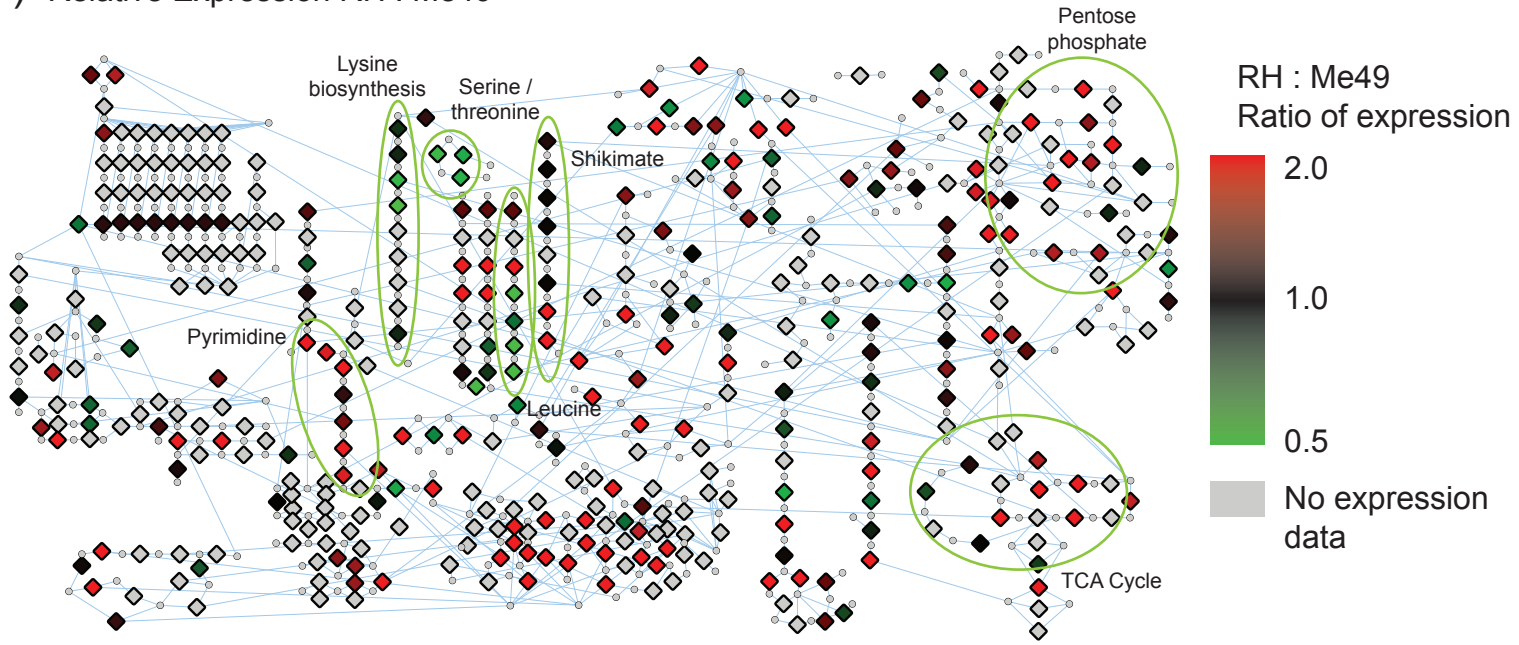 Pentose
phosphate
Lysine
biosynthesis
Serine /
threonine
Shikimate
Pyrimidine
Leucine
TCA Cycle
RH : Me49
Ratio of expression
2.0
1.0
0.5
No expression
data